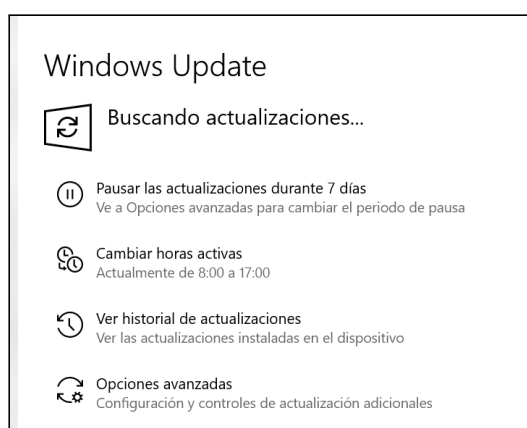 Windows Update
Buscando actualizaciones...
Pausar las actualizaciones durante 7 días
Ve a Opciones avanzadas para cambiar el periodo de pausa
Cambiar horas activas
Actualmente de 8:00 a 17:00
Ver historial de actualizaciones
Ver las actualizaciones instaladas en el dispositivo
Opciones avanzadas
Configuración y controles de actualización adicionales